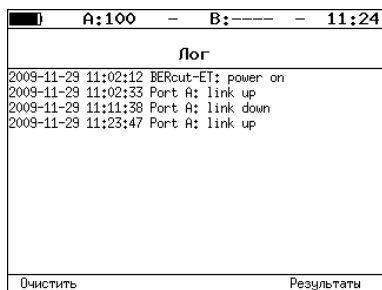 A:100 – B:---- – 11:24
Лог
2009-11-29 11:02:12 BERcut-ET: power on
2009-11-29 11:02:33 Port A: link up
2009-11-29 11:11:38 Port A: link down
2009-11-29 11:23:47 Port A: link up
Очистить Результаты